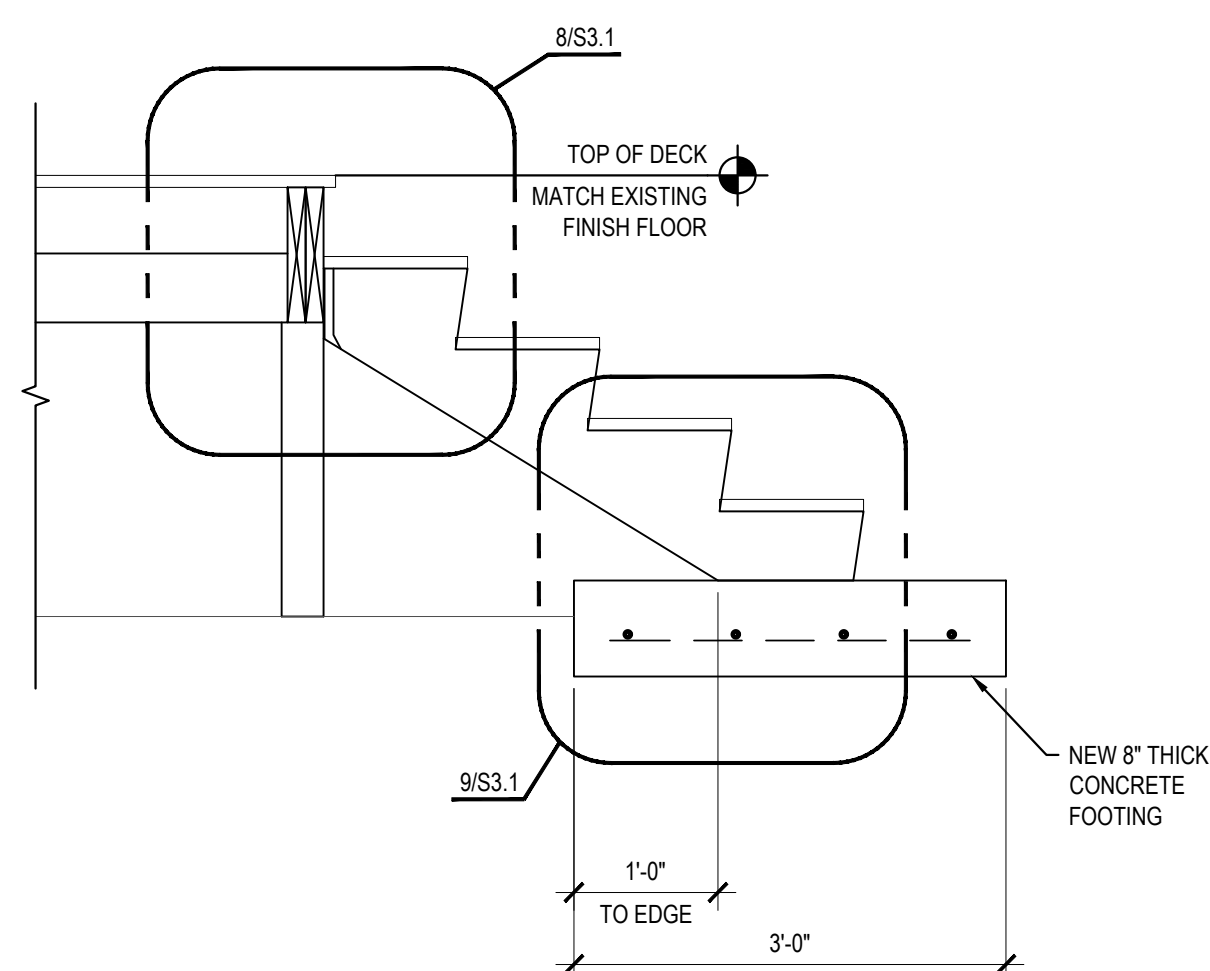 8/S3.1
TOP OF DECK
MATCH EXISTING
FINISH FLOOR
9/S3.1
NEW 8" THICK
CONCRETE
FOOTING
1'-0"
TO EDGE
3'-0"